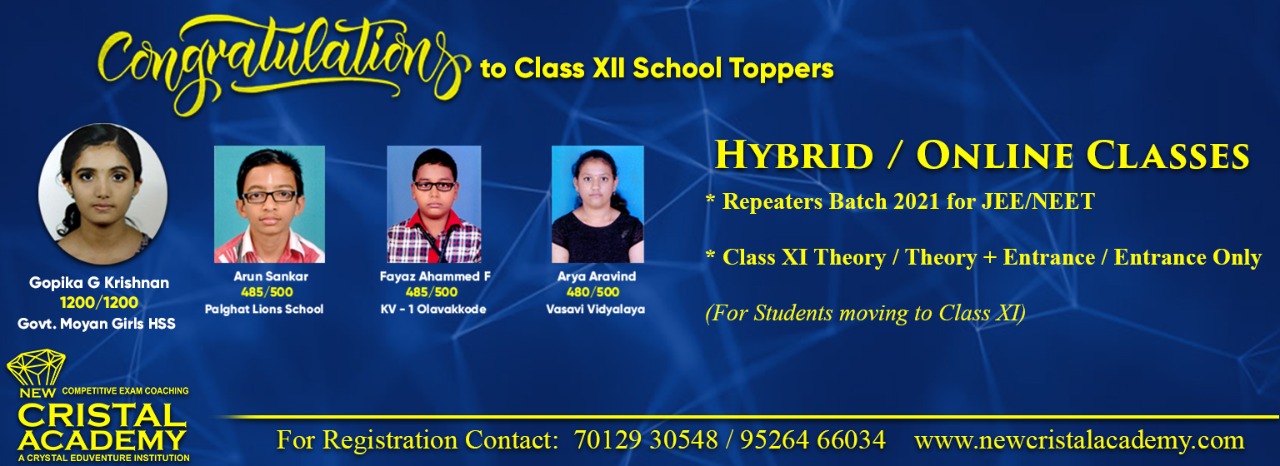 Congratulations to Class XII School Toppers
Gopika G Krishnan
1200/1200
Govt. Moyan Girls HSS
Arun Sankar
485/500
Palghat Lions School
Fayaz Ahammed F
485/500
KV - 1 Olavakkode
Arya Aravind
480/500
Vasavi Vidyalaya
HYBRID / ONLINE CLASSES
* Repeaters Batch 2021 for JEE/NEET
* Class XI Theory / Theory + Entrance / Entrance Only
(For Students moving to Class XI)
NEW COMPETITIVE EXAM COACHING
CRISTAL
ACADEMY
A CRYSTAL EDUVENTURE INSTITUTION
For Registration Contact: 70129 30548 / 95264 66034 www.newcristalacademy.com